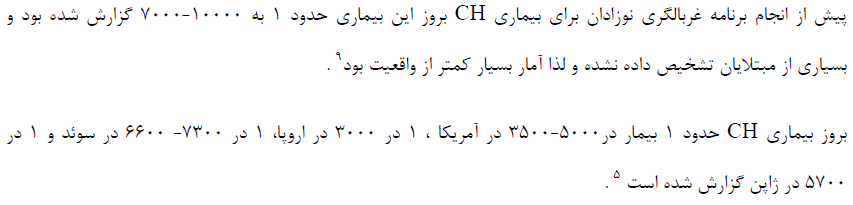 پیش از انجام برنامه غربالگری نوزادان برای بیماری CH بروز این بیماری حدود ۱ به ۱۰۰۰۰-۷۰۰۰ گزارش شده بود و
بسیاری از مبتلایان تشخیص داده نشده و لذا آمار بسیار کمتر از واقعیت بود۹ .
بروز بیماری CH حدود ۱ بیمار در۵۰۰۰-۳۵۰۰ در آمریکا ، ۱ در ۳۰۰۰ در اروپا، ۱ در ۷۳۰۰- ۶۶۰۰ در سوئد و ۱ در
۵۷۰۰ در ژاپن گزارش شده است ۵ .